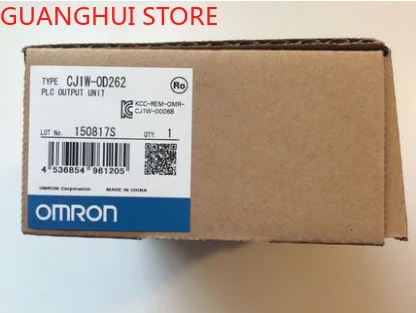 GUANGHUI STORE
TYPE CJ1W-OD262
PLC OUTPUT UNIT
Ro
KCC-REM-OMR-
CJ1W-00068
LOT No. 150817S QTY. 1
4 536854 961205
OMRON Corporation MADE IN CHINA
OMRON